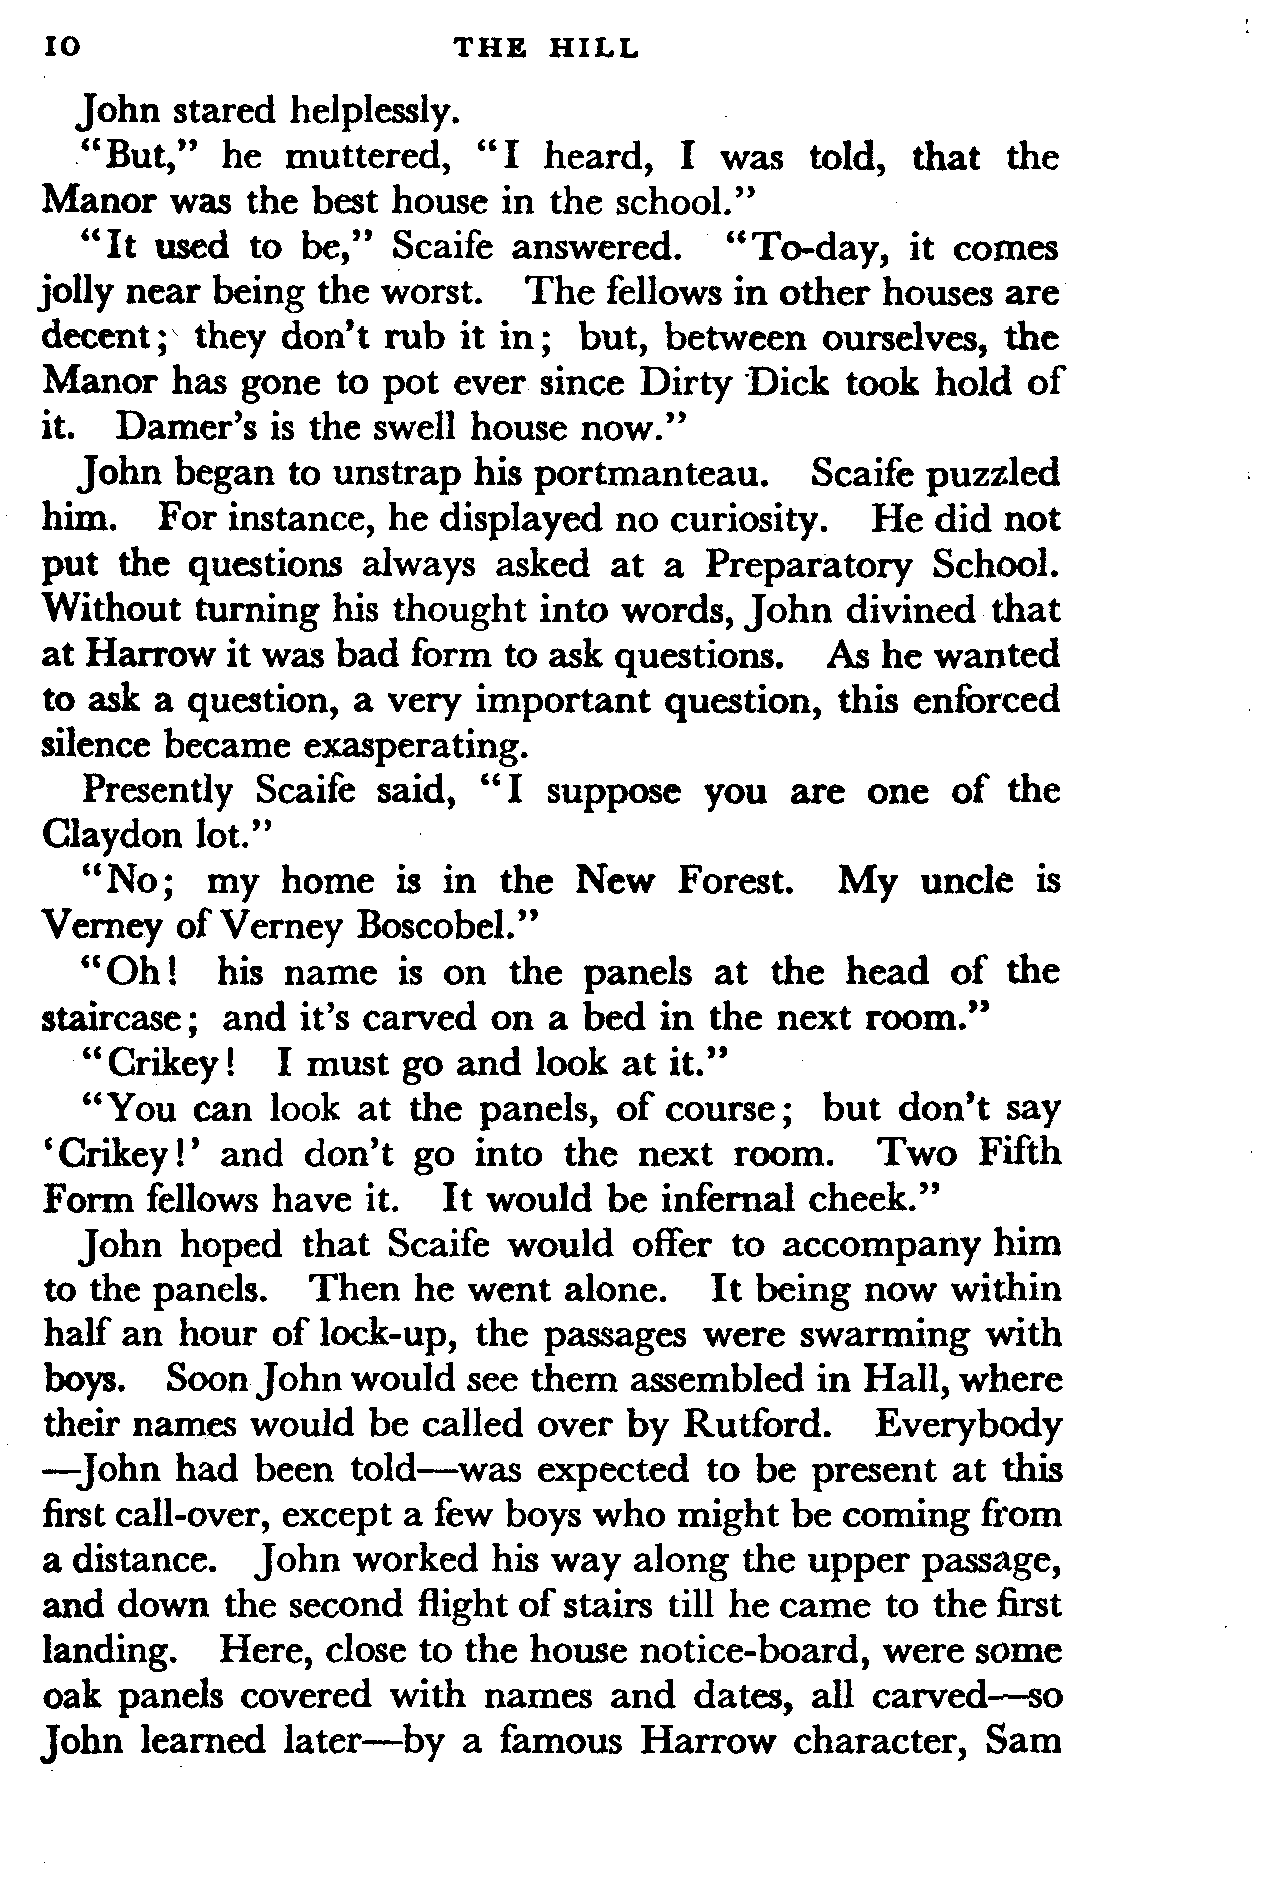 10 THE HILL
John stared helplessly.
"But," he muttered, "I heard, I was told, that the
Manor was the best house in the school."
"It used to be," Scaife answered. "To-day, it comes
jolly near being the worst. The fellows in other houses are
decent; they don't rub it in; but, between ourselves, the
Manor has gone to pot ever since Dirty Dick took hold of
it. Damer's is the swell house now."
John began to unstrap his portmanteau. Scaife puzzled
him. For instance, he displayed no curiosity. He did not
put the questions always asked at a Preparatory School.
Without turning his thought into words, John divined that
at Harrow it was bad form to ask questions. As he wanted
to ask a question, a very important question, this enforced
silence became exasperating.
Presently Scaife said, "I suppose you are one of the
Claydon lot."
"No; my home is in the New Forest. My uncle is
Verney of Verney Boscobel."
"Oh! his name is on the panels at the head of the
staircase; and it's carved on a bed in the next room."
"Crikey! I must go and look at it."
"You can look at the panels, of course; but don't say
'Crikey!' and don't go into the next room. Two Fifth
Form fellows have it. It would be infernal cheek."
John hoped that Scaife would offer to accompany him
to the panels. Then he went alone. It being now within
half an hour of lock-up, the passages were swarming with
boys. Soon John would see them assembled in Hall, where
their names would be called over by Rutford. Everybody
—John had been told—was expected to be present at this
first call-over, except a few boys who might be coming from
a distance. John worked his way along the upper passage,
and down the second flight of stairs till he came to the first
landing. Here, close to the house notice-board, were some
oak panels covered with names and dates, all carved—so
John learned later—by a famous Harrow character, Sam